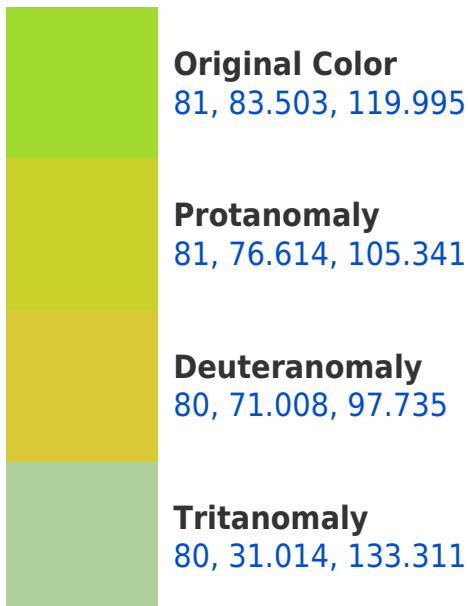 Original Color
81, 83.503, 119.995
Protanomaly
81, 76.614, 105.341
Deuteranomaly
80, 71.008, 97.735
Tritanomaly
80, 31.014, 133.311